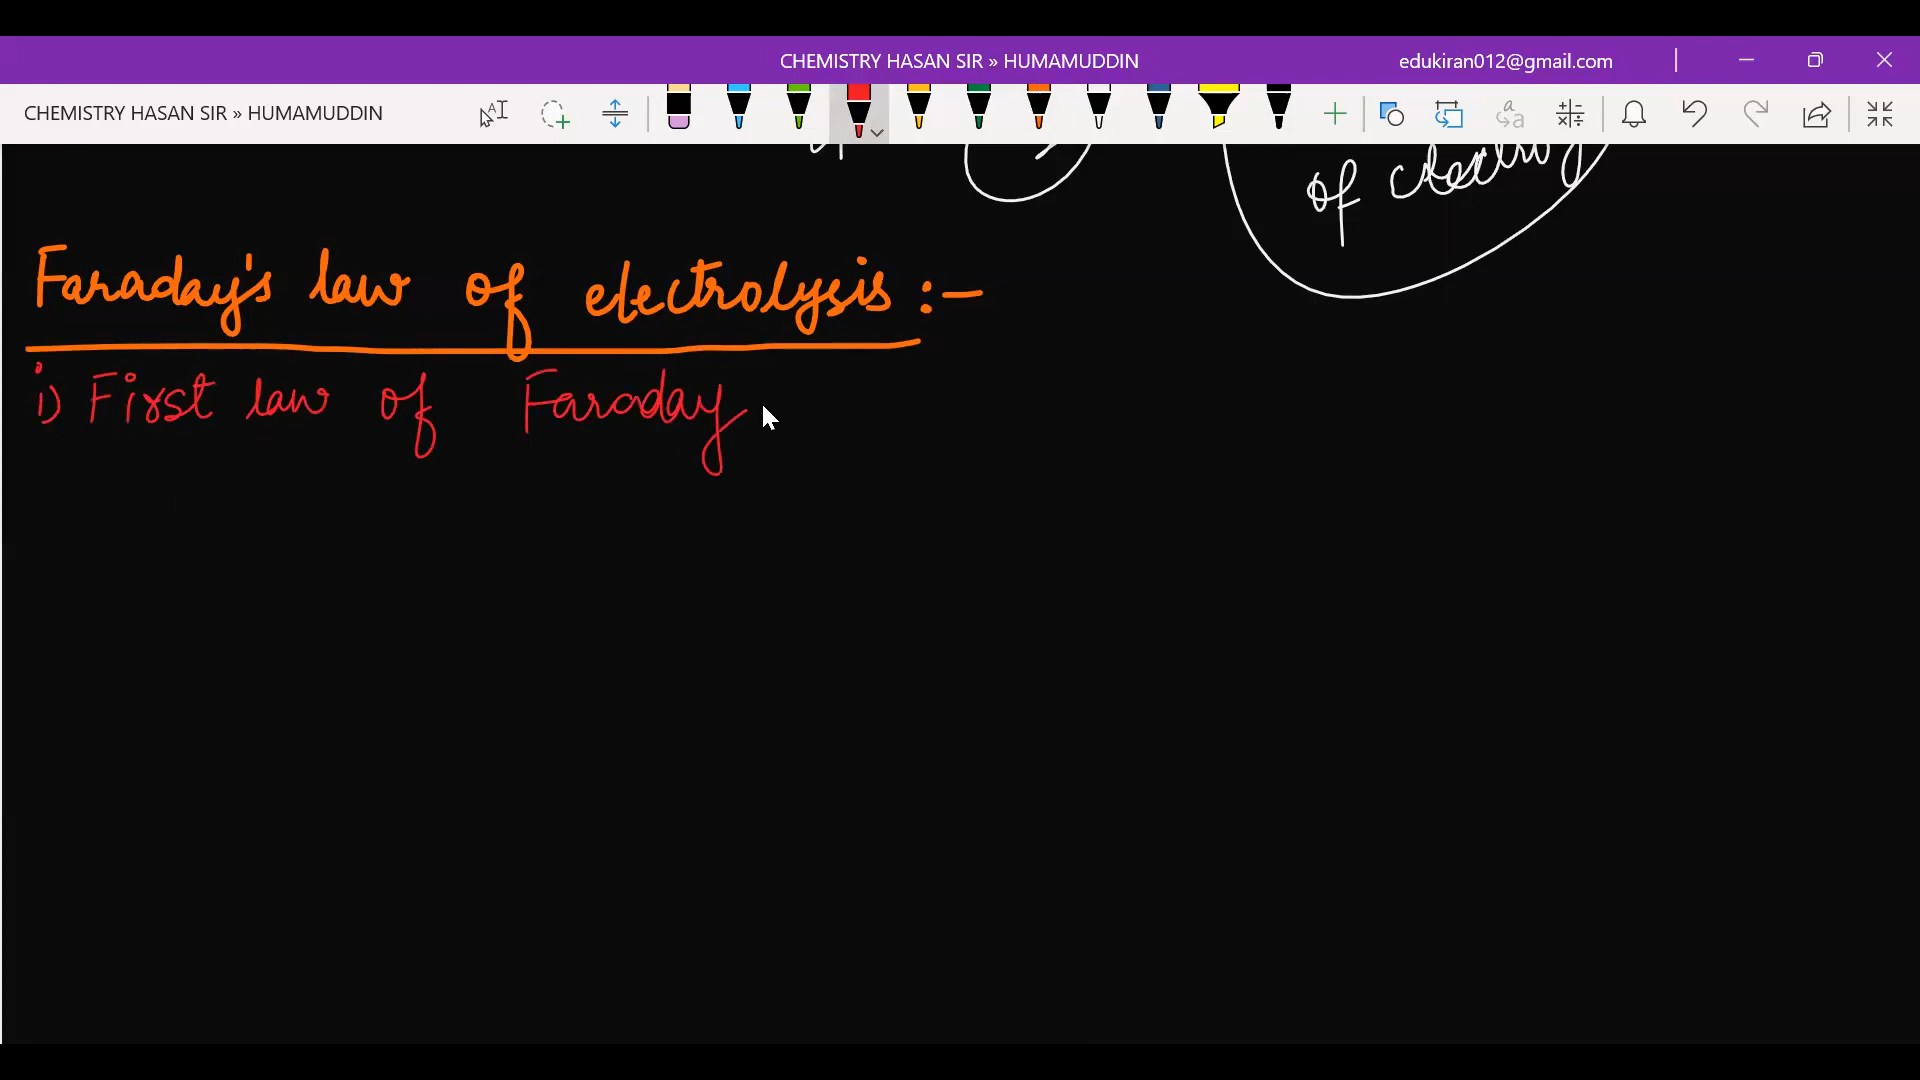 CHEMISTRY HASAN SIR » HUMAMUDDIN
edukiran012@gmail.com
CHEMISTRY HASAN SIR » HUMAMUDDIN
of
Faraday's law of electrolysis :-
i) First law of Faraday